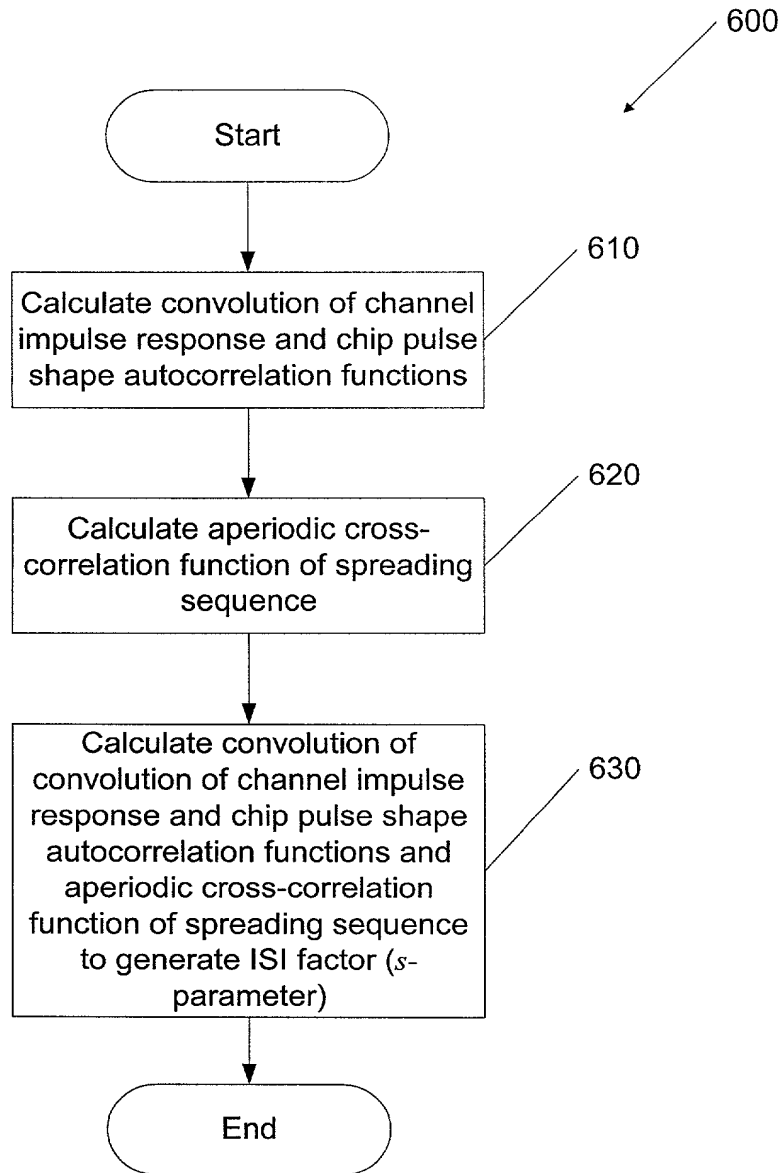 600
Start
610
Calculate convolution of channel
impulse response and chip pulse
shape autocorrelation functions
620
Calculate aperiodic cross-
correlation function of spreading
sequence
Calculate convolution of
convolution of channel impulse
response and chip pulse shape
autocorrelation functions and
aperiodic cross-correlation
function of spreading sequence
to generate ISI factor (s-
parameter)
630
End